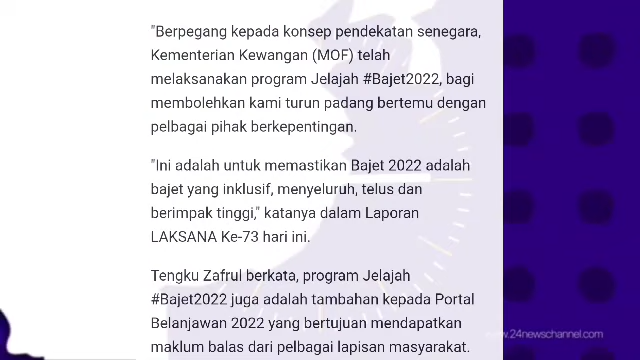 "Berpegang kepada konsep pendekatan senegara,
Kementerian Kewangan (MOF) telah
melaksanakan program Jelajah #Bajet2022, bagi
membolehkan kami turun padang bertemu dengan
pelbagai pihak berkepentingan.
"Ini adalah untuk memastikan Bajet 2022 adalah
bajet yang inklusif, menyeluruh, telus dan
berimpak tinggi," katanya dalam Laporan
LAKSANA Ke-73 hari ini.
Tengku Zafrul berkata, program Jelajah
#Bajet2022 juga adalah tambahan kepada Portal
Belanjawan 2022 yang bertujuan mendapatkan
maklum balas dari pelbagai lapisan masyarakat.
www.24newschannel.com